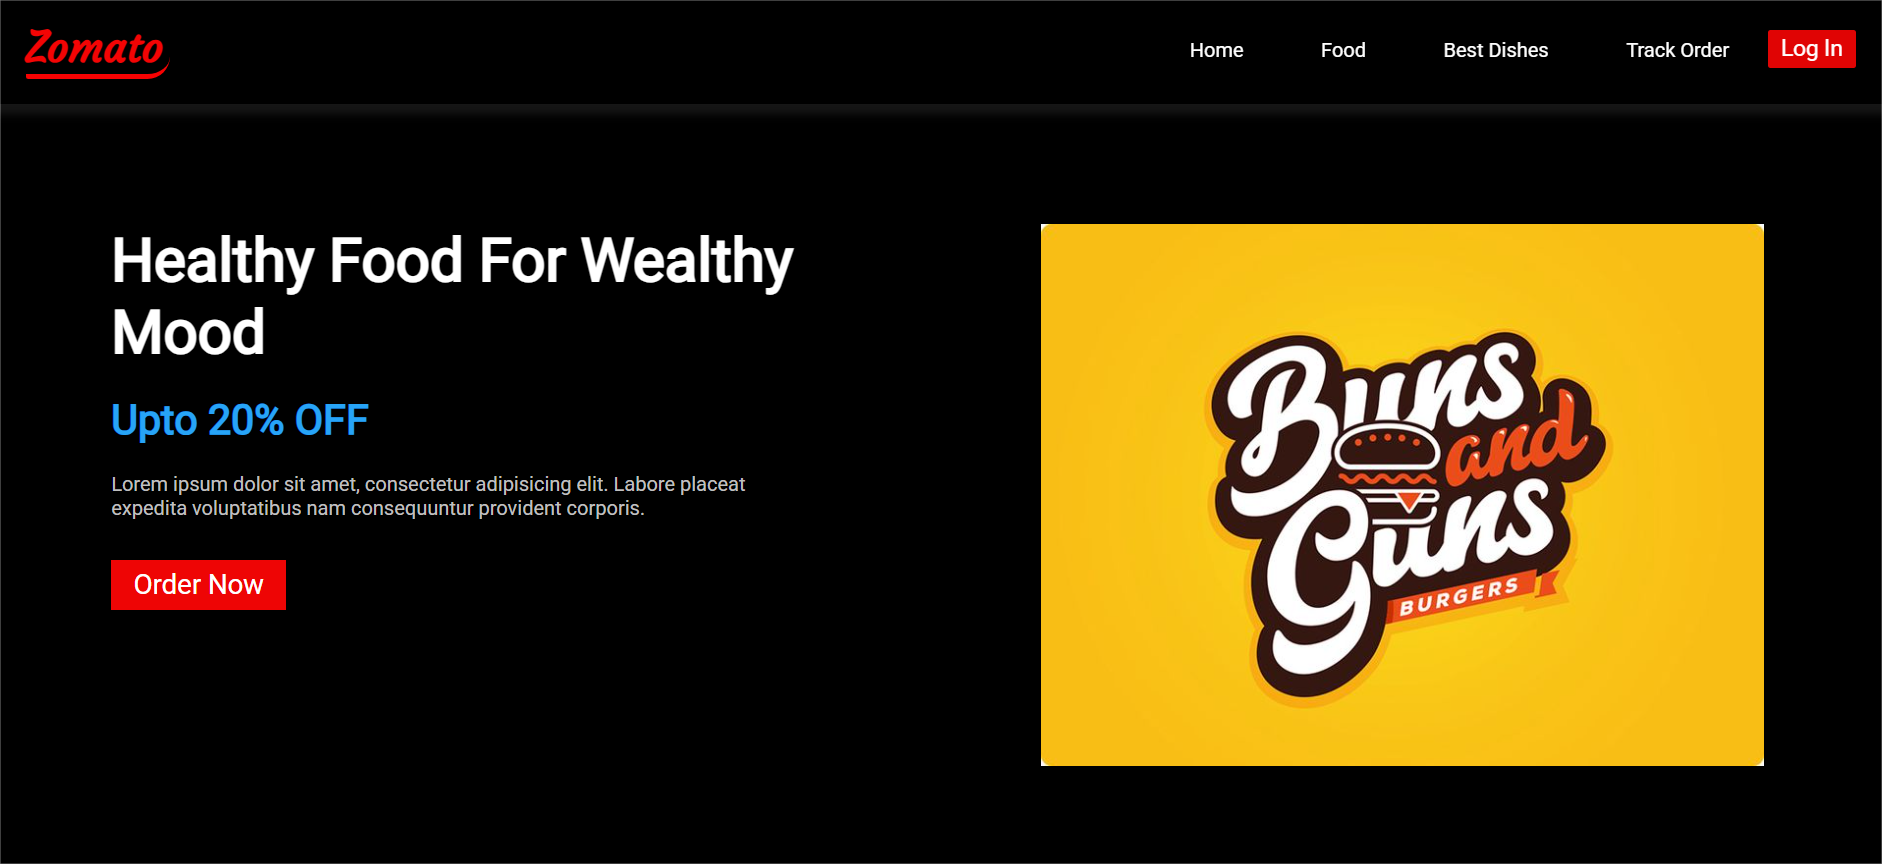 Zomato
Home
Food
Best Dishes
Track Order
Log In
Healthy Food For Wealthy
Mood
Upto 20% OFF
Lorem ipsum dolor sit amet, consectetur adipisicing elit. Labore placeat
expedita voluptatibus nam consequuntur provident corporis.
Order Now
Buns
and
Guns
BURGERS